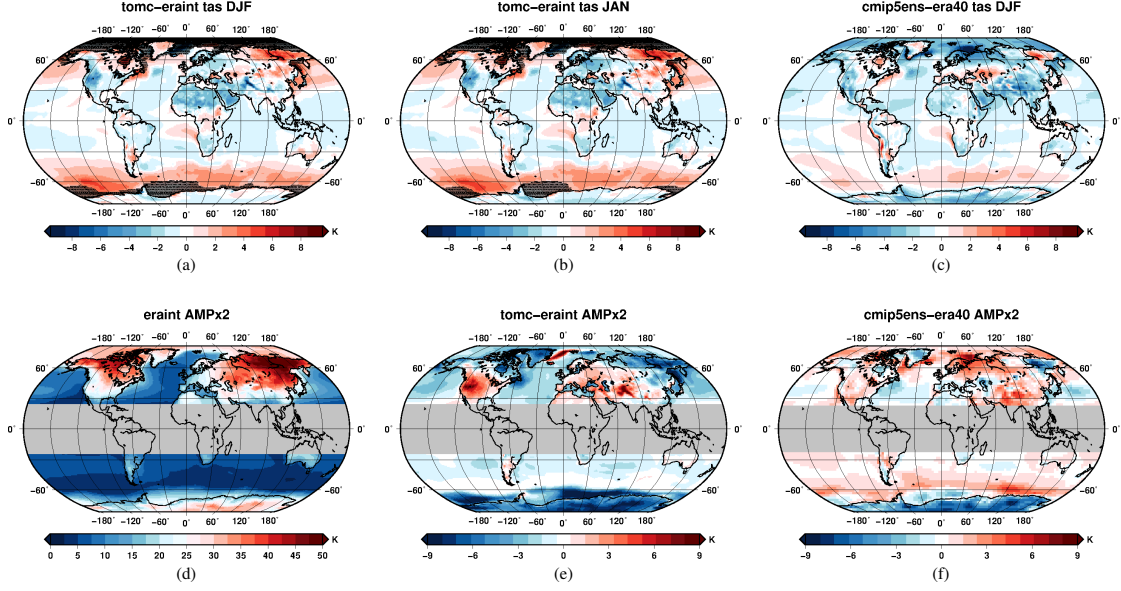 tomc−eraint tas DJF
−180° −120° −60° 0° 60° 120° 180°
60° 60°
0° 0°
−60° −60°
−180° −120° −60° 0° 60° 120° 180°
−8 −6 −4 −2 0 2 4 6 8 K
(a)
tomc−eraint tas JAN
−180° −120° −60° 0° 60° 120° 180°
60° 60°
0° 0°
−60° −60°
−180° −120° −60° 0° 60° 120° 180°
−8 −6 −4 −2 0 2 4 6 8 K
(b)
cmip5ens−era40 tas DJF
−180° −120° −60° 0° 60° 120° 180°
60° 60°
0° 0°
−60° −60°
−180° −120° −60° 0° 60° 120° 180°
−8 −6 −4 −2 0 2 4 6 8 K
(c)
eraint AMPx2
−180° −120° −60° 0° 60° 120° 180°
60° 60°
0° 0°
−60° −60°
−180° −120° −60° 0° 60° 120° 180°
0 5 10 15 20 25 30 35 40 45 50 K
(d)
tomc−eraint AMPx2
−180° −120° −60° 0° 60° 120° 180°
60° 60°
0° 0°
−60° −60°
−180° −120° −60° 0° 60° 120° 180°
−9 −6 −3 0 3 6 9 K
(e)
cmip5ens−era40 AMPx2
−180° −120° −60° 0° 60° 120° 180°
60° 60°
0° 0°
−60° −60°
−180° −120° −60° 0° 60° 120° 180°
−9 −6 −3 0 3 6 9 K
(f)